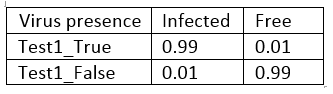 Virus presence Infected Free
Test1_True 0.99 0.01
Test1_False 0.01 0.99